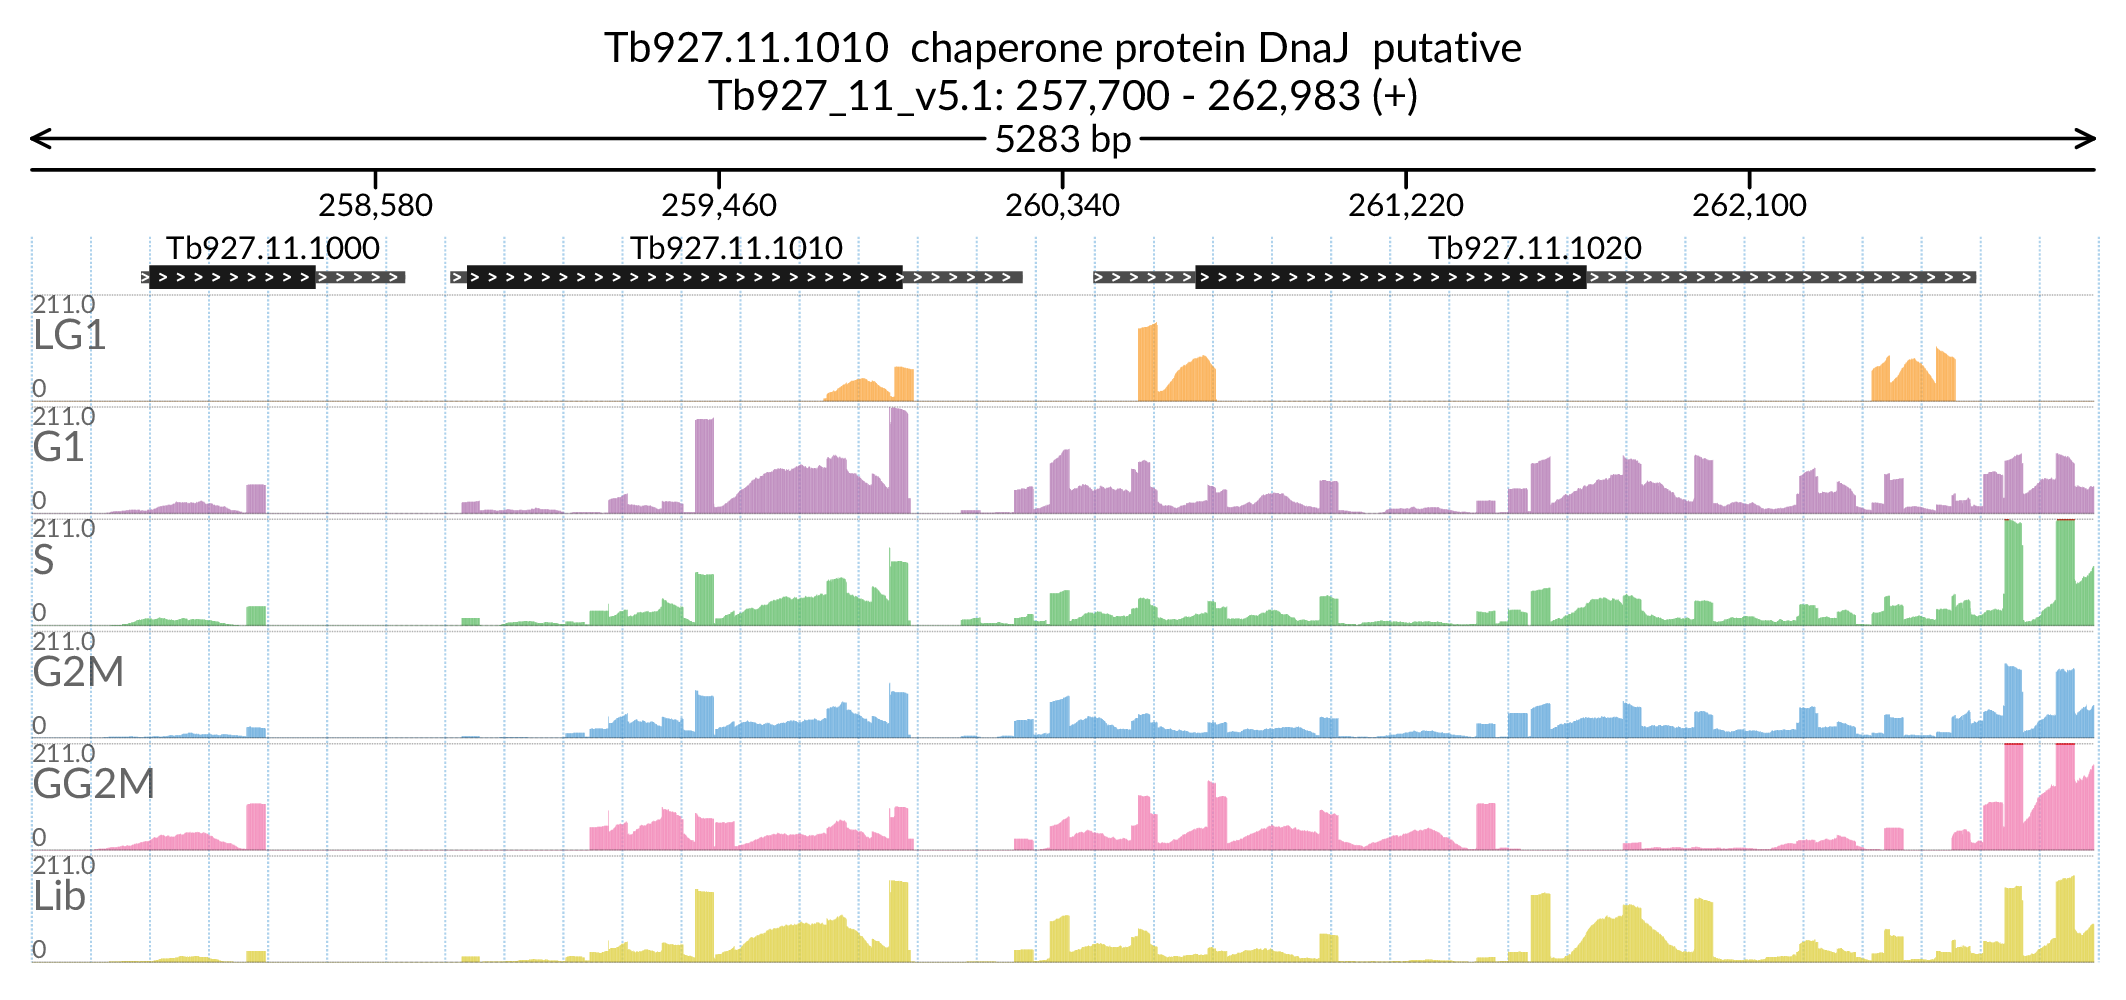 Tb927.11.1010  chaperone protein DnaJ  putative
Tb927_11_v5.1: 257,700 - 262,983 (+)
5283 bp
258,580 259,460 260,340 261,220 262,100
Tb927.11.1000 Tb927.11.1010 Tb927.11.1020
211.0
LG1
0
211.0
G1
0
211.0
S
0
211.0
G2M
0
211.0
GG2M
0
211.0
Lib
0